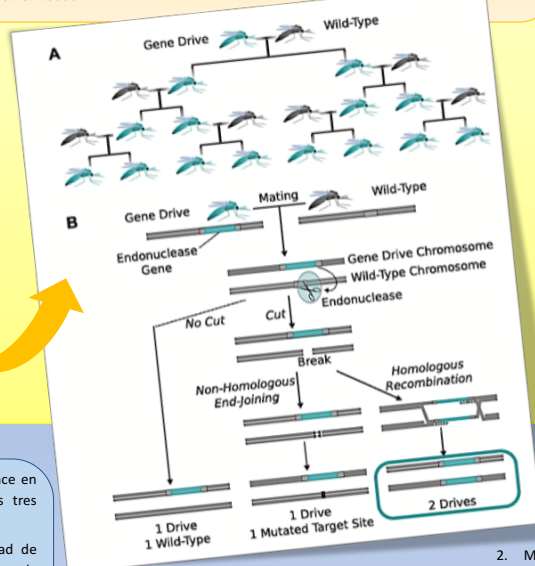 A
Gene Drive
Wild-Type
B
Gene Drive
Mating
Wild-Type
Endonuclease
Gene
Gene Drive Chromosome
Wild-Type Chromosome
Endonuclease
No Cut
Cut
Break
Non-Homologous
End-Joining
Homologous
Recombination
1 Drive
1 Wild-Type
1 Drive
1 Mutated Target Site
2 Drives
en
s tres
ad de
2. M